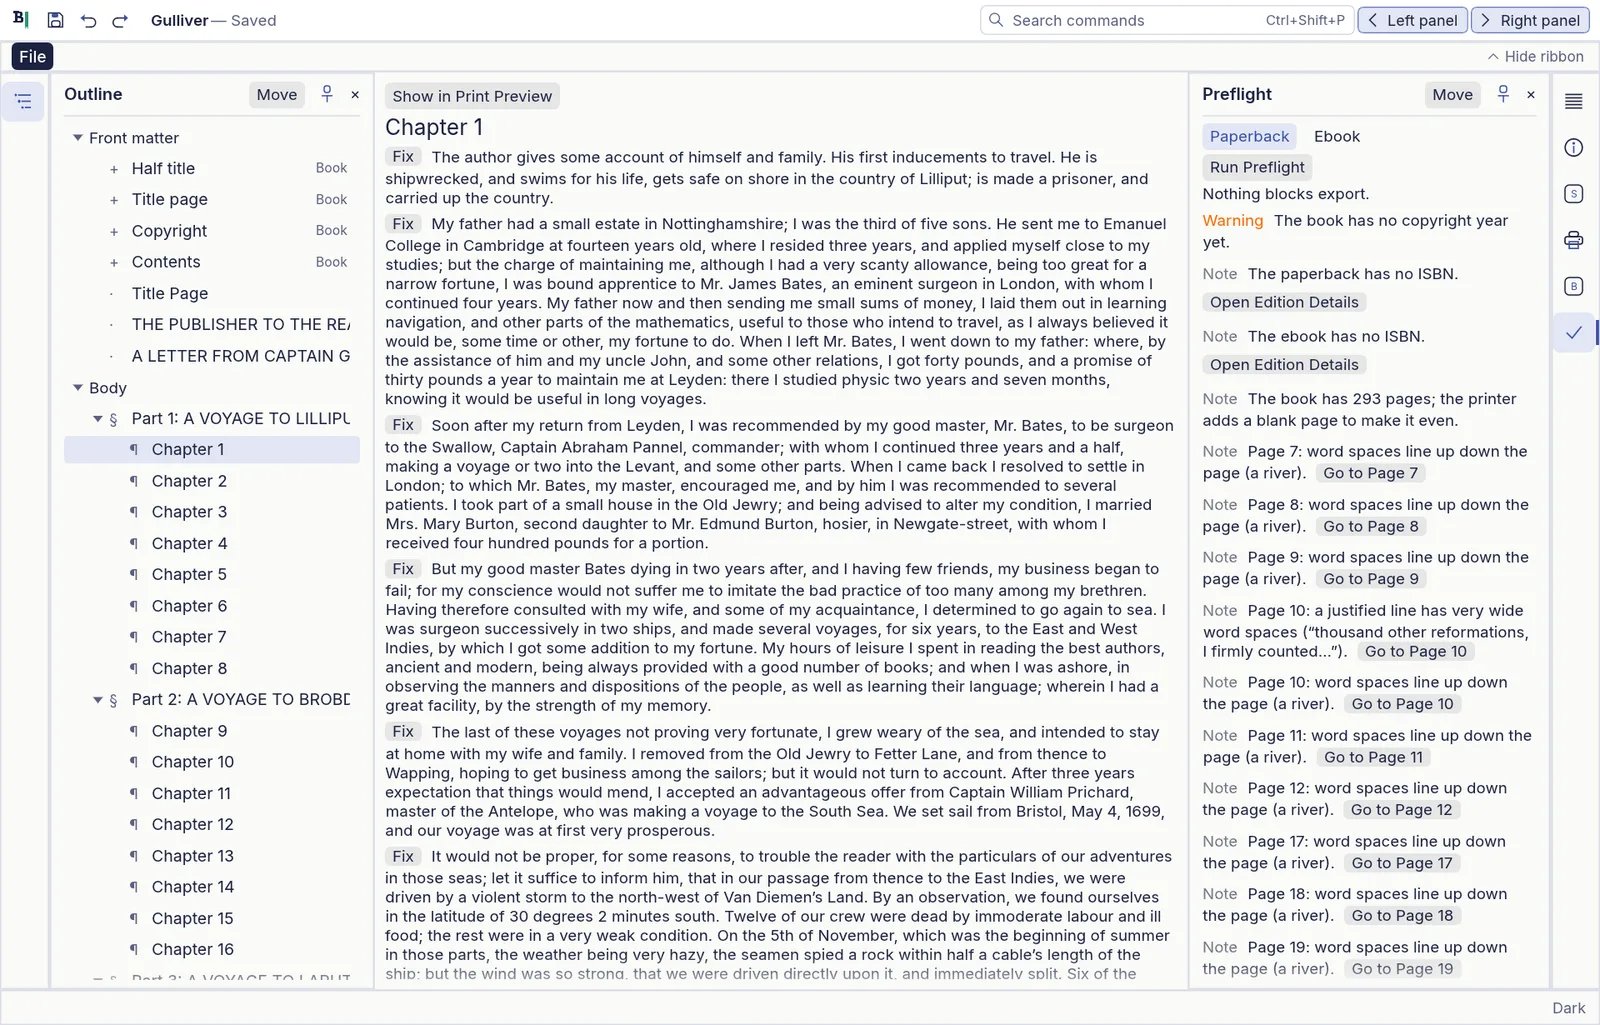 B
Gulliver — Saved
Search commands Ctrl+Shift+P
Left panel
Right panel
File
Hide ribbon
Outline
Move
×
Front matter
+ Half title Book
+ Title page Book
+ Copyright Book
+ Contents Book
· Title Page
· THE PUBLISHER TO THE REA
· A LETTER FROM CAPTAIN G
Body
§ Part 1: A VOYAGE TO LILLIPU
¶ Chapter 1
¶ Chapter 2
¶ Chapter 3
¶ Chapter 4
¶ Chapter 5
¶ Chapter 6
¶ Chapter 7
¶ Chapter 8
§ Part 2: A VOYAGE TO BROBD
¶ Chapter 9
¶ Chapter 10
¶ Chapter 11
¶ Chapter 12
¶ Chapter 13
¶ Chapter 14
¶ Chapter 15
¶ Chapter 16
§ Part 3: A VOYAGE TO LAPUT
Show in Print Preview
Chapter 1
Fix The author gives some account of himself and family. His first inducements to travel. He is
shipwrecked, and swims for his life, gets safe on shore in the country of Lilliput; is made a prisoner, and
carried up the country.
Fix My father had a small estate in Nottinghamshire; I was the third of five sons. He sent me to Emanuel
College in Cambridge at fourteen years old, where I resided three years, and applied myself close to my
studies; but the charge of maintaining me, although I had a very scanty allowance, being too great for a
narrow fortune, I was bound apprentice to Mr. James Bates, an eminent surgeon in London, with whom I
continued four years. My father now and then sending me small sums of money, I laid them out in learning
navigation, and other parts of the mathematics, useful to those who intend to travel, as I always believed it
would be, some time or other, my fortune to do. When I left Mr. Bates, I went down to my father: where, by
the assistance of him and my uncle John, and some other relations, I got forty pounds, and a promise of
thirty pounds a year to maintain me at Leyden: there I studied physic two years and seven months,
knowing it would be useful in long voyages.
Fix Soon after my return from Leyden, I was recommended by my good master, Mr. Bates, to be surgeon
to the Swallow, Captain Abraham Pannel, commander; with whom I continued three years and a half,
making a voyage or two into the Levant, and some other parts. When I came back I resolved to settle in
London; to which Mr. Bates, my master, encouraged me, and by him I was recommended to several
patients. I took part of a small house in the Old Jewry; and being advised to alter my condition, I married
Mrs. Mary Burton, second daughter to Mr. Edmund Burton, hosier, in Newgate-street, with whom I
received four hundred pounds for a portion.
Fix But my good master Bates dying in two years after, and I having few friends, my business began to
fail; for my conscience would not suffer me to imitate the bad practice of too many among my brethren.
Having therefore consulted with my wife, and some of my acquaintance, I determined to go again to sea. I
was surgeon successively in two ships, and made several voyages, for six years, to the East and West
Indies, by which I got some addition to my fortune. My hours of leisure I spent in reading the best authors,
ancient and modern, being always provided with a good number of books; and when I was ashore, in
observing the manners and dispositions of the people, as well as learning their language; wherein I had a
great facility, by the strength of my memory.
Fix The last of these voyages not proving very fortunate, I grew weary of the sea, and intended to stay
at home with my wife and family. I removed from the Old Jewry to Fetter Lane, and from thence to
Wapping, hoping to get business among the sailors; but it would not turn to account. After three years
expectation that things would mend, I accepted an advantageous offer from Captain William Prichard,
master of the Antelope, who was making a voyage to the South Sea. We set sail from Bristol, May 4, 1699,
and our voyage was at first very prosperous.
Fix It would not be proper, for some reasons, to trouble the reader with the particulars of our adventures
in those seas; let it suffice to inform him, that in our passage from thence to the East Indies, we were
driven by a violent storm to the north-west of Van Diemen’s Land. By an observation, we found ourselves
in the latitude of 30 degrees 2 minutes south. Twelve of our crew were dead by immoderate labour and ill
food; the rest were in a very weak condition. On the 5th of November, which was the beginning of summer
in those parts, the weather being very hazy, the seamen spied a rock within half a cable’s length of the
ship; but the wind was so strong, that we were driven directly upon it, and immediately split. Six of the
Preflight
Move
×
Paperback Ebook
Run Preflight
Nothing blocks export.
Warning The book has no copyright year
yet.
Note The paperback has no ISBN.
Open Edition Details
Note The ebook has no ISBN.
Open Edition Details
Note The book has 293 pages; the printer
adds a blank page to make it even.
Note Page 7: word spaces line up down the
page (a river). Go to Page 7
Note Page 8: word spaces line up down the
page (a river). Go to Page 8
Note Page 9: word spaces line up down the
page (a river). Go to Page 9
Note Page 10: a justified line has very wide
word spaces (“thousand other reformations,
I firmly counted…”). Go to Page 10
Note Page 10: word spaces line up down
the page (a river). Go to Page 10
Note Page 11: word spaces line up down the
page (a river). Go to Page 11
Note Page 12: word spaces line up down
the page (a river). Go to Page 12
Note Page 17: word spaces line up down
the page (a river). Go to Page 17
Note Page 18: word spaces line up down
the page (a river). Go to Page 18
Note Page 19: word spaces line up down
the page (a river). Go to Page 19
S
B
Dark